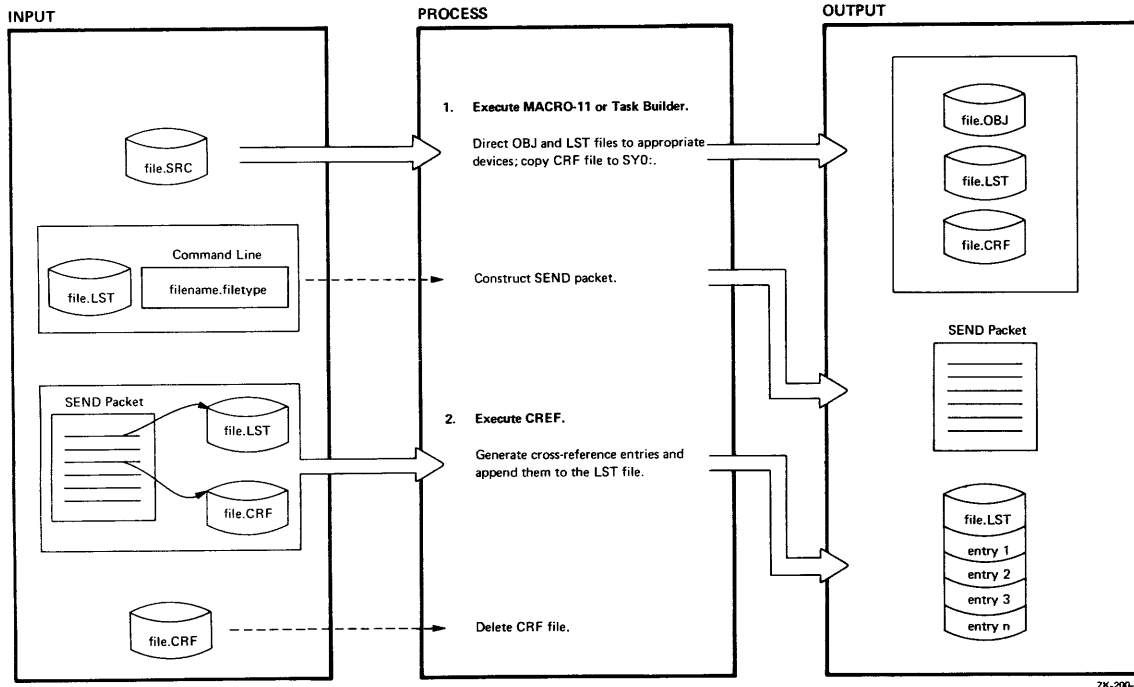 INPUT
PROCESS
OUTPUT
1. Execute MACRO-11 or Task Builder.
Direct OBJ and LST files to appropriate
devices; copy CRF file to SY0:.
file.SRC
file.OBJ
file.LST
file.CRF
Command Line
file.LST
filename.filetype
Construct SEND packet.
SEND Packet
SEND Packet
file.LST
file.CRF
2. Execute CREF.
Generate cross-reference entries and
append them to the LST file.
file.LST
entry 1
entry 2
entry 3
entry n
file.CRF
Delete CRF file.
ZK-200-